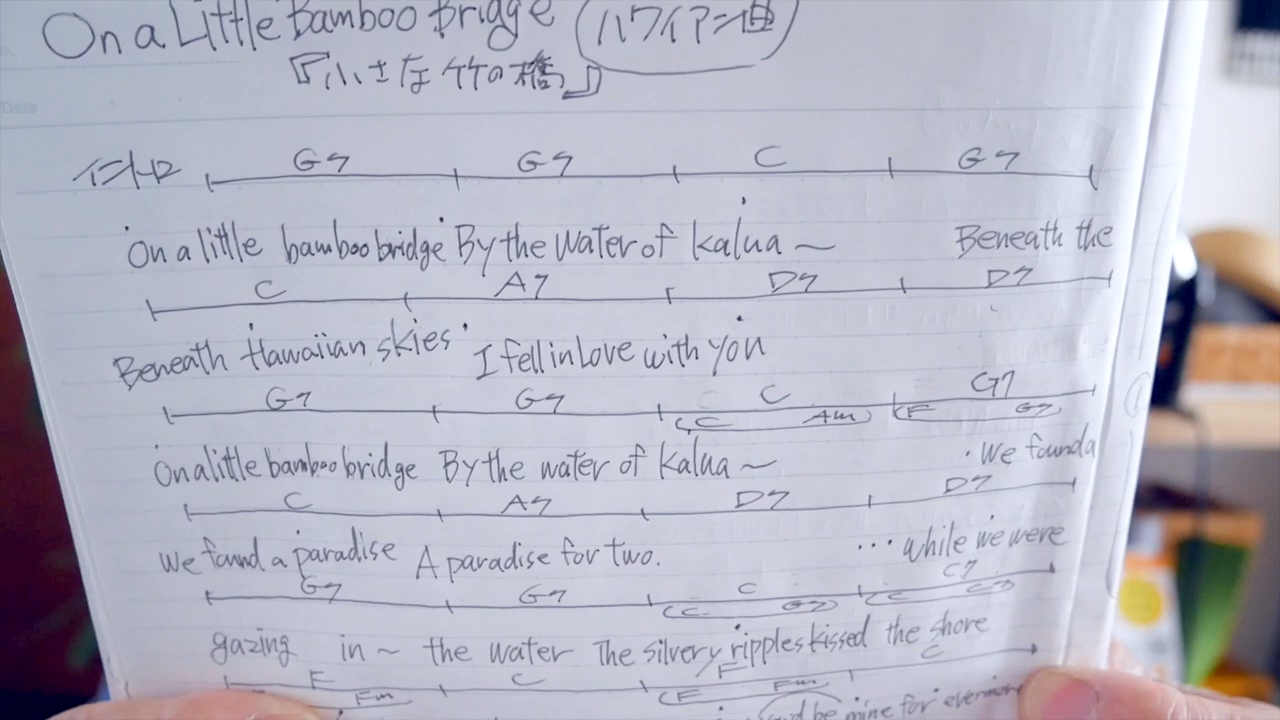 On a Little Bamboo Bridge (ハワイアン曲)
『小さな竹の橋』
イントロ G7 G7 C G7
On a little bamboo bridge By the water of kalua ~ Beneath the
C A7 D7 D7
Beneath Hawaiian skies I fell in Love with you
G7 G7 C G7
(C Am) (F G7)
On a little bamboo bridge By the water of kalua ~ We found a
C A7 D7 D7
We found a paradise A paradise for two. ... while we were
G7 G7 C C7
(C G7) (C C7)
gazing in ~ the water The silvery ripples kissed the shore
F C F C
Fm (F Fm)
be mine for evermore